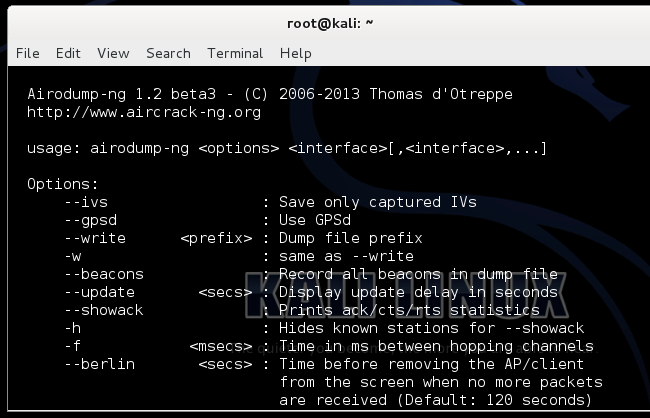 root@kali: ~
File Edit View Search Terminal Help
Airodump-ng 1.2 beta3 - (C) 2006-2013 Thomas d'Otreppe
http://www.aircrack-ng.org
usage: airodump-ng <options> <interface>[,<interface>,...]
Options:
--ivs : Save only captured IVs
--gpsd : Use GPSd
--write <prefix> : Dump file prefix
-w : same as --write
--beacons : Record all beacons in dump file
--update <secs> : Display update delay in seconds
--showack : Prints ack/cts/rts statistics
-h : Hides known stations for --showack
-f <msecs> : Time in ms between hopping channels
--berlin <secs> : Time before removing the AP/client
from the screen when no more packets
are received (Default: 120 seconds)
KALI LINUX